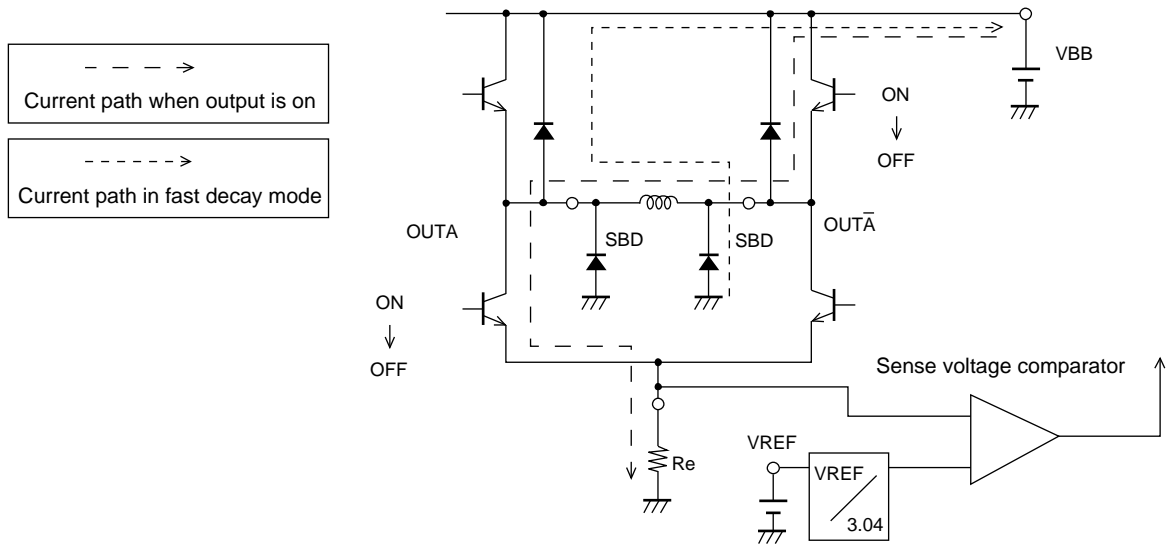 Current path when output is on
Current path in fast decay mode
VBB
ON
OFF
OUTA
SBD
SBD
OUTA̅
ON
OFF
Sense voltage comparator
VREF
Re
VREF
3.04